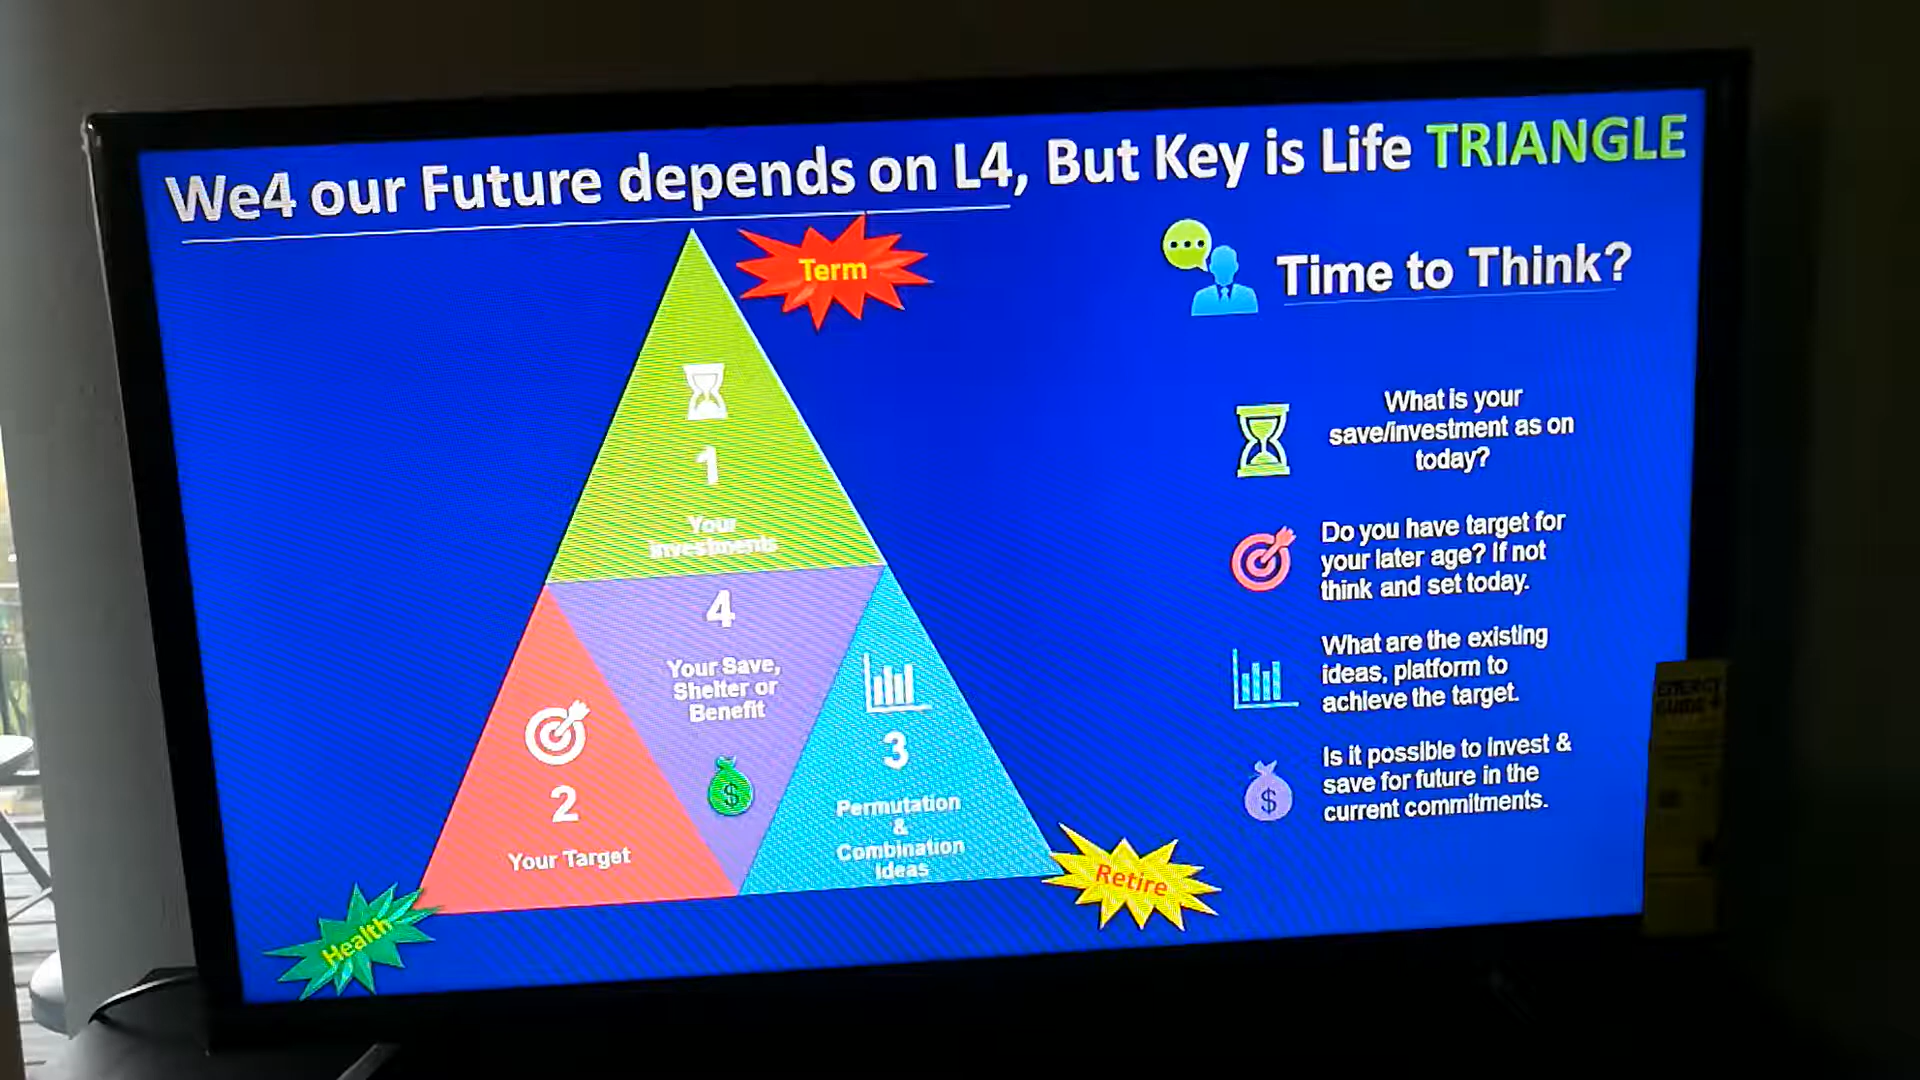 We4 our Future depends on L4, But Key is Life TRIANGLE
Term
1
Your
Investments
4
Your Save,
Shelter or
Benefit
$
2
Your Target
3
Permutation
&
Combination
Ideas
Health
Retire
Time to Think?
What is your
save/investment as on
today?
Do you have target for
your later age? If not
think and set today.
What are the existing
ideas, platform to
achieve the target.
$
Is it possible to invest &
save for future in the
current commitments.
ENERGY
GUIDE